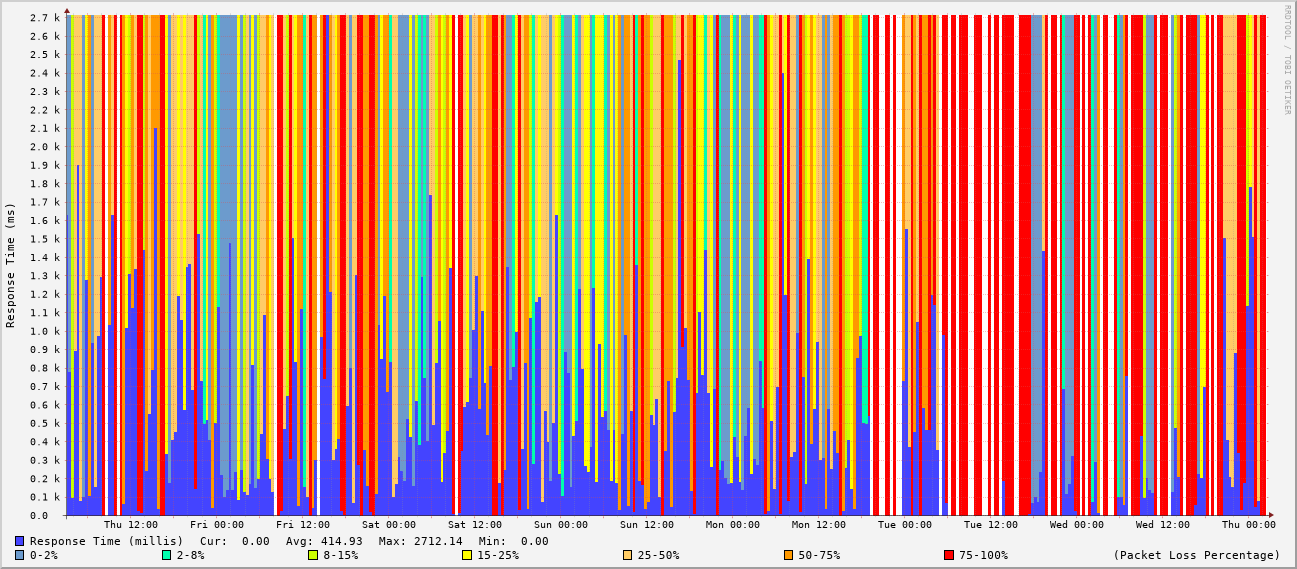 2.7 k
2.6 k
2.5 k
2.4 k
2.3 k
2.2 k
2.1 k
2.0 k
1.9 k
1.8 k
1.7 k
1.6 k
1.5 k
1.4 k
1.3 k
1.2 k
1.1 k
1.0 k
0.9 k
0.8 k
0.7 k
0.6 k
0.5 k
0.4 k
0.3 k
0.2 k
0.1 k
0.0
Response Time (ms)
RRDTOOL / TOBI OETIKER
Thu 12:00 Fri 00:00 Fri 12:00 Sat 00:00 Sat 12:00 Sun 00:00 Sun 12:00 Mon 00:00 Mon 12:00 Tue 00:00 Tue 12:00 Wed 00:00 Wed 12:00 Thu 00:00
Response Time (millis) Cur: 0.00 Avg: 414.93 Max: 2712.14 Min: 0.00
0-2% 2-8% 8-15% 15-25% 25-50% 50-75% 75-100% (Packet Loss Percentage)